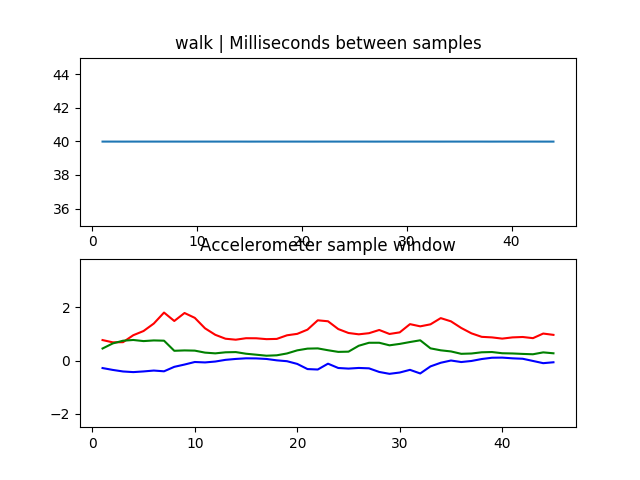 walk | Milliseconds between samples
44
42
40
38
36
0 10 20 30 40
Accelerometer sample window
2
0
−2
0 10 20 30 40